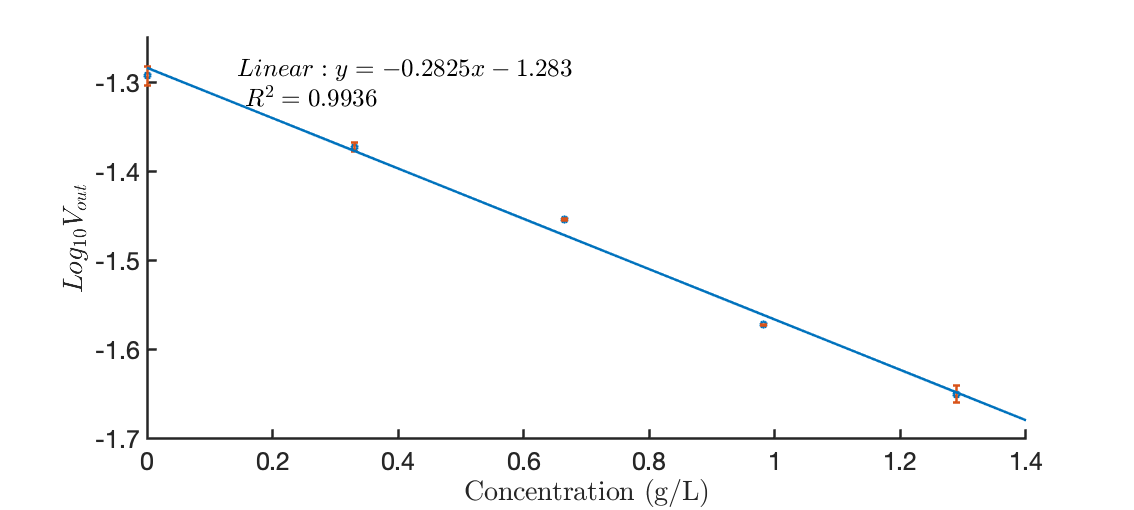 Linear : y = −0.2825x − 1.283
R² = 0.9936
-1.3
-1.4
-1.5
-1.6
-1.7
Log₁₀V_out
0 0.2 0.4 0.6 0.8 1 1.2 1.4
Concentration (g/L)